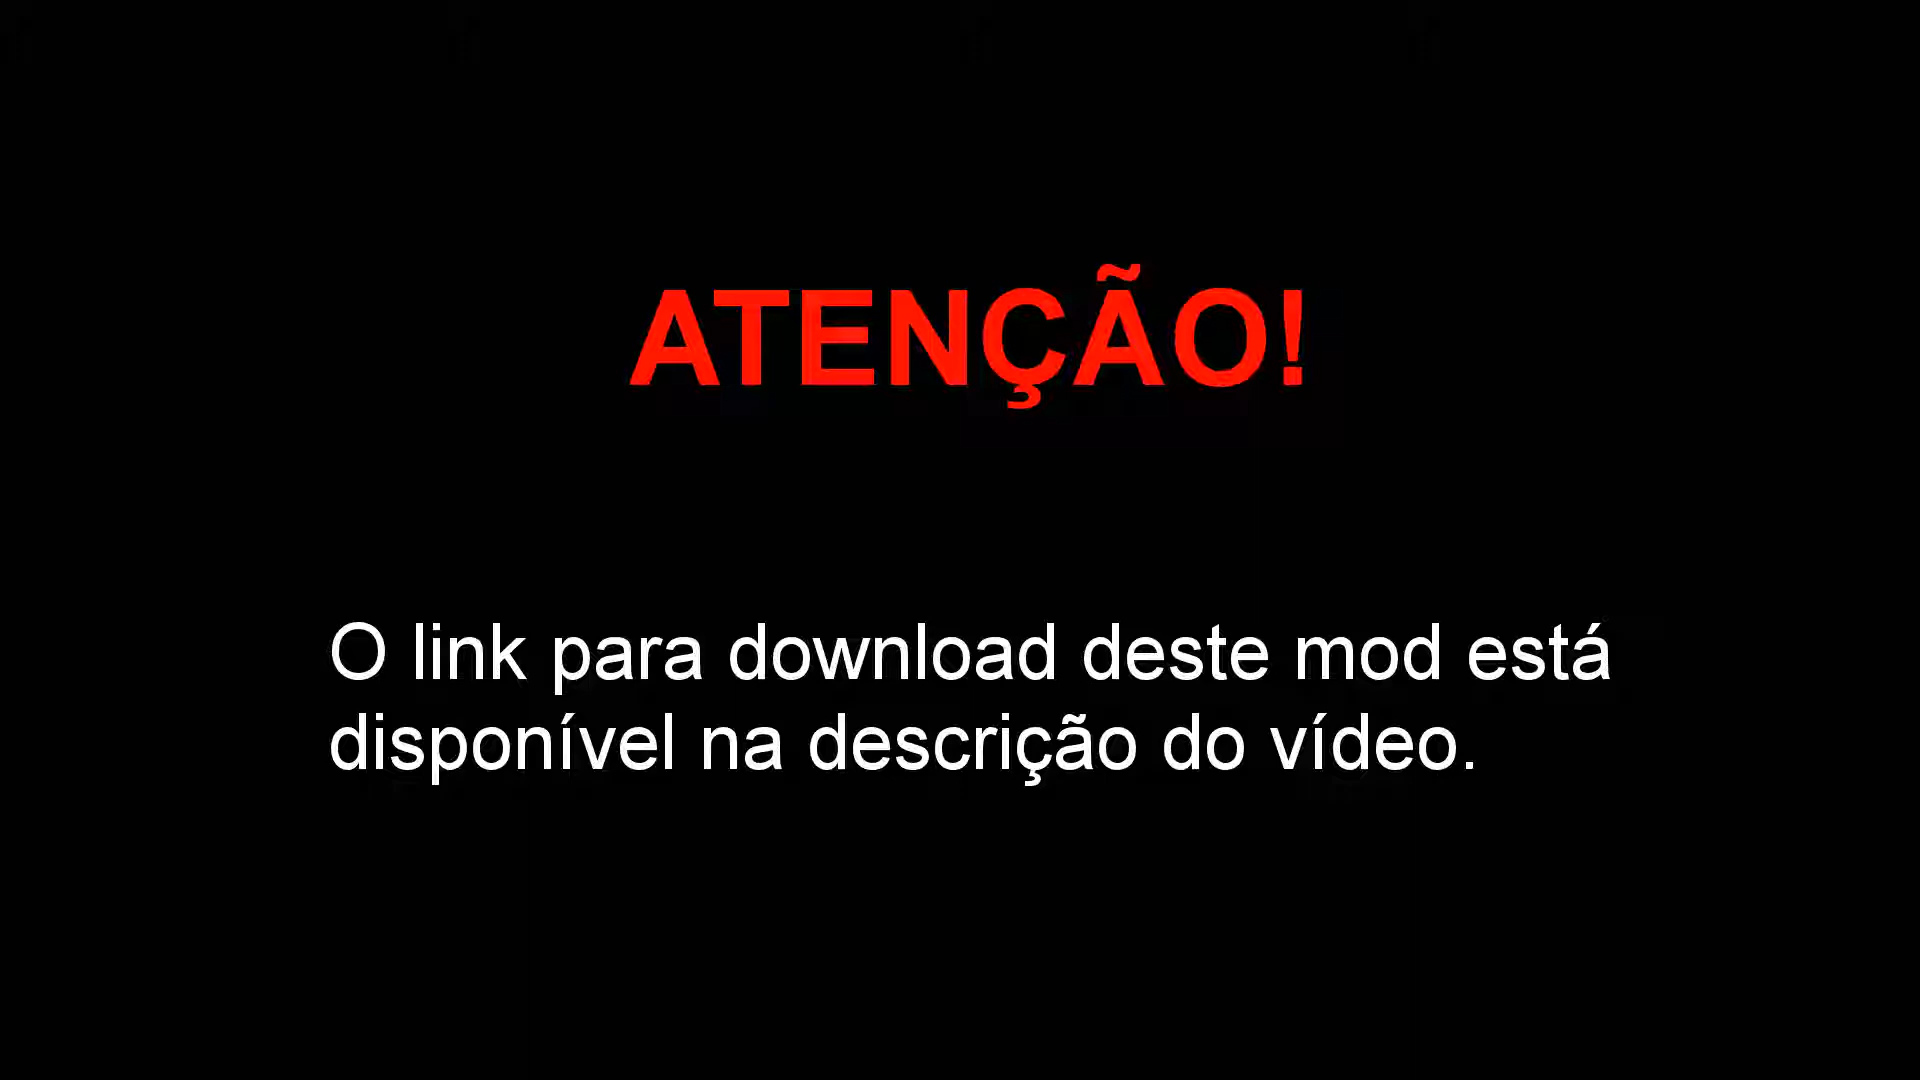 ATENÇÃO!
O link para download deste mod está
disponível na descrição do vídeo.